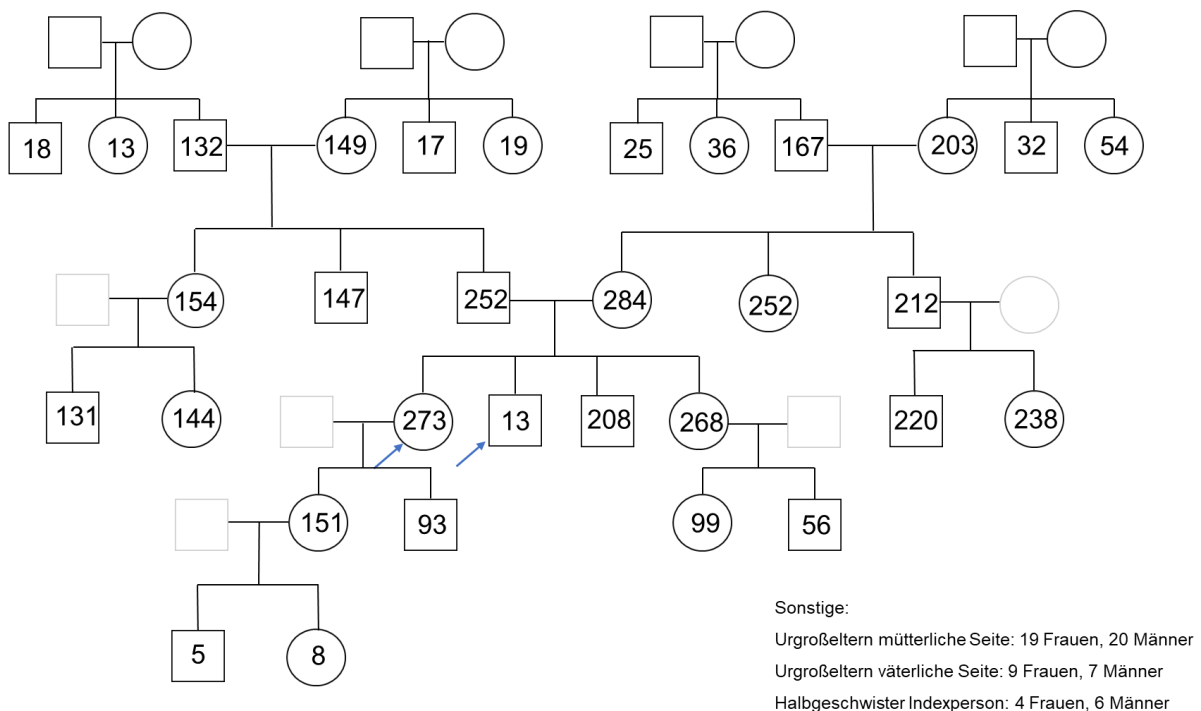 18 13 132 149 17 19 25 36 167 203 32 54
154 147 252 284 252 212
131 144 273 13 208 268 220 238
151 93 99 56
5 8
Sonstige:
Urgroßeltern mütterliche Seite: 19 Frauen, 20 Männer
Urgroßeltern väterliche Seite: 9 Frauen, 7 Männer
Halbgeschwister Indexperson: 4 Frauen, 6 Männer